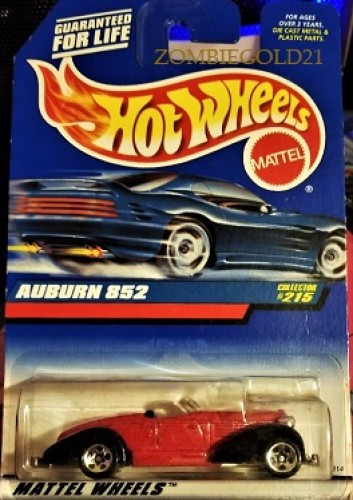 GUARANTEED
FOR LIFE
FOR AGES
OVER 3 YEARS.
DIE CAST METAL &
PLASTIC PARTS.
ZOMBIEGOLD21
HOT WHEELS
MATTEL
®
AUBURN 852
COLLECTOR
#215
MATTEL WHEELS™